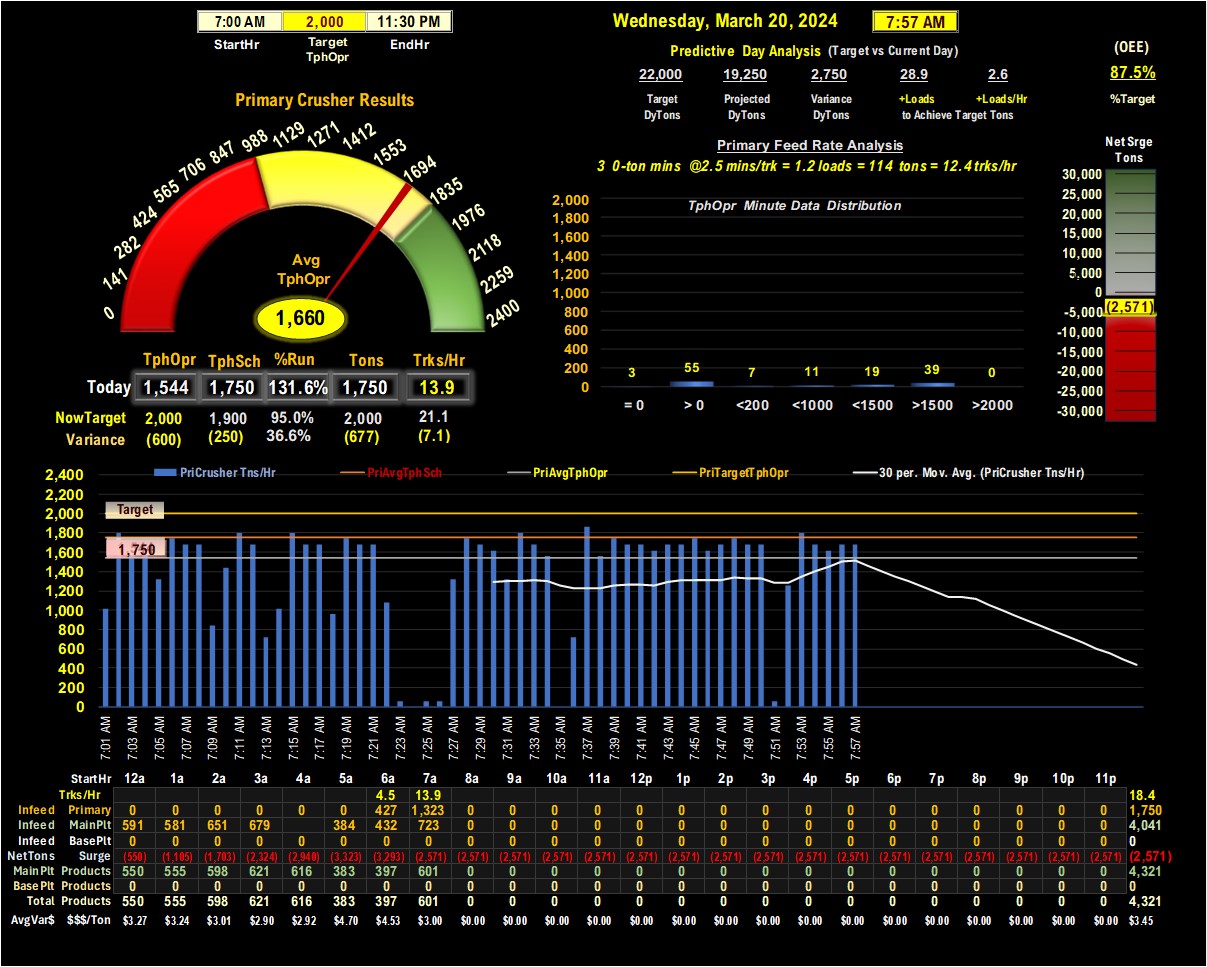 7:00 AM 2,000 11:30 PM
StartHr Target TphOpr EndHr
Wednesday, March 20, 2024 7:57 AM
Predictive Day Analysis (Target vs Current Day)
22,000 19,250 2,750 28.9 2.6
Target DyTons Projected DyTons Variance DyTons +Loads +Loads/Hr
to Achieve Target Tons
(OEE)
87.5%
%Target
Primary Crusher Results
0 141 282 424 565 706 847 988 1129 1271 1412 1553 1694 1835 1976 2118 2259 2400
Avg
TphOpr
1,660
TphOpr TphSch %Run Tons Trks/Hr
Today 1,544 1,750 131.6% 1,750 13.9
NowTarget 2,000 1,900 95.0% 2,000 21.1
Variance (600) (250) 36.6% (677) (7.1)
Primary Feed Rate Analysis
3 0-ton mins @2.5 mins/trk = 1.2 loads = 114 tons = 12.4 trks/hr
TphOpr Minute Data Distribution
2,000
1,800
1,600
1,400
1,200
1,000
800
600
400
200
0
3 55 7 11 19 39 0
= 0 > 0 <200 <1000 <1500 >1500 >2000
Net Srge
Tons
30,000
25,000
20,000
15,000
10,000
5,000
0
-5,000 (2,571)
-10,000
-15,000
-20,000
-25,000
-30,000
PriCrusher Tns/Hr PriAvgTphSch PriAvgTphOpr PriTargetTphOpr 30 per. Mov. Avg. (PriCrusher Tns/Hr)
2,400
2,200
2,000
1,800
1,600
1,400
1,200
1,000
800
600
400
200
0
Target
1,750
7:01 AM 7:03 AM 7:05 AM 7:07 AM 7:09 AM 7:11 AM 7:13 AM 7:15 AM 7:17 AM 7:19 AM 7:21 AM 7:23 AM 7:25 AM 7:27 AM 7:29 AM 7:31 AM 7:33 AM 7:35 AM 7:37 AM 7:39 AM 7:41 AM 7:43 AM 7:45 AM 7:47 AM 7:49 AM 7:51 AM 7:53 AM 7:55 AM 7:57 AM
StartHr 12a 1a 2a 3a 4a 5a 6a 7a 8a 9a 10a 11a 12p 1p 2p 3p 4p 5p 6p 7p 8p 9p 10p 11p
Trks/Hr 4.5 13.9 18.4
Infeed Primary 0 0 0 0 0 0 427 1,323 0 0 0 0 0 0 0 0 0 0 0 0 0 0 0 0 1,750
Infeed MainPlt 591 581 651 679 384 432 723 4,041
Infeed BasePlt 0 0 0 0 0 0 0 0 0 0 0 0 0 0 0 0 0 0 0 0 0 0 0 0 0
NetTons Surge (550) (1,105) (1,703) (2,324) (2,940) (3,323) (3,293) (2,571) (2,571) (2,571) (2,571) (2,571) (2,571) (2,571) (2,571) (2,571) (2,571) (2,571) (2,571) (2,571) (2,571) (2,571) (2,571) (2,571) (2,571)
MainPlt Products 550 555 598 621 616 383 397 601 0 0 0 0 0 0 0 0 0 0 0 0 0 0 0 0 4,321
BasePlt Products 0 0 0 0 0 0 0 0 0 0 0 0 0 0 0 0 0 0 0 0 0 0 0 0 0
Total Products 550 555 598 621 616 383 397 601 0 0 0 0 0 0 0 0 0 0 0 0 0 0 0 0 4,321
AvgVar$ $$$/Ton $3.27 $3.24 $3.01 $2.90 $2.92 $4.70 $4.53 $3.00 $0.00 $0.00 $0.00 $0.00 $0.00 $0.00 $0.00 $0.00 $0.00 $0.00 $0.00 $0.00 $0.00 $0.00 $0.00 $0.00 $3.45